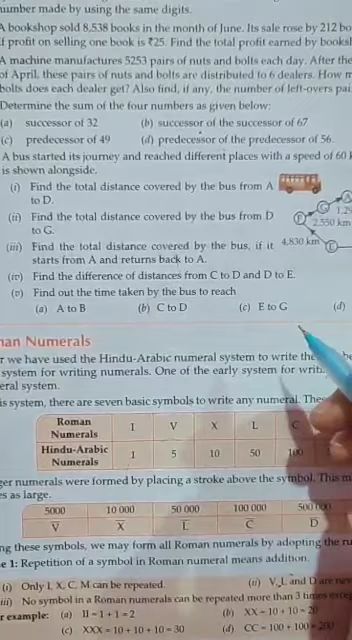 number made by using the same digits.
A bookshop sold 8,538 books in the month of June. Its sale rose by 212 bo
If profit on selling one book is ₹25. Find the total profit earned by booksh
A machine manufactures 5253 pairs of nuts and bolts each day. After the
of April, these pairs of nuts and bolts are distributed to 6 dealers. How m
bolts does each dealer get? Also find, if any, the number of left-overs pai
Determine the sum of the four numbers as given below:
(a) successor of 32 (b) successor of the successor of 67
(c) predecessor of 49 (d) predecessor of the predecessor of 56.
A bus started its journey and reached different places with a speed of 60
is shown alongside.
(i) Find the total distance covered by the bus from A
to D.
(ii) Find the total distance covered by the bus from D
to G.
(iii) Find the total distance covered by the bus, if it
starts from A and returns back to A.
(iv) Find the difference of distances from C to D and D to E.
(v) Find out the time taken by the bus to reach
(a) A to B (b) C to D (c) E to G (d)
G
F 2,550 km
4,830 km E
man Numerals
r we have used the Hindu-Arabic numeral system to write the
system for writing numerals. One of the early system for writi
eral system.
is system, there are seven basic symbols to write any numeral. The
Roman Numerals I V X L C
Hindu-Arabic Numerals 1 5 10 50 100
ger numerals were formed by placing a stroke above the symbol. This m
es as large.
5000 10 000 50 000 100 000 500 000
V̅ X̅ L̅ C̅ D̅
ng these symbols, we may form all Roman numerals by adopting the ru
e 1: Repetition of a symbol in Roman numeral means addition.
(i) Only I, X, C, M can be repeated. (ii) V, L and D are nev
iii) No symbol in a Roman numerals can be repeated more than 3 times
r example: (a) II = 1 + 1 = 2 (b) XX = 10 + 10 = 20
(c) XXX = 10 + 10 + 10 = 30 (d) CC = 100 + 100 = 200